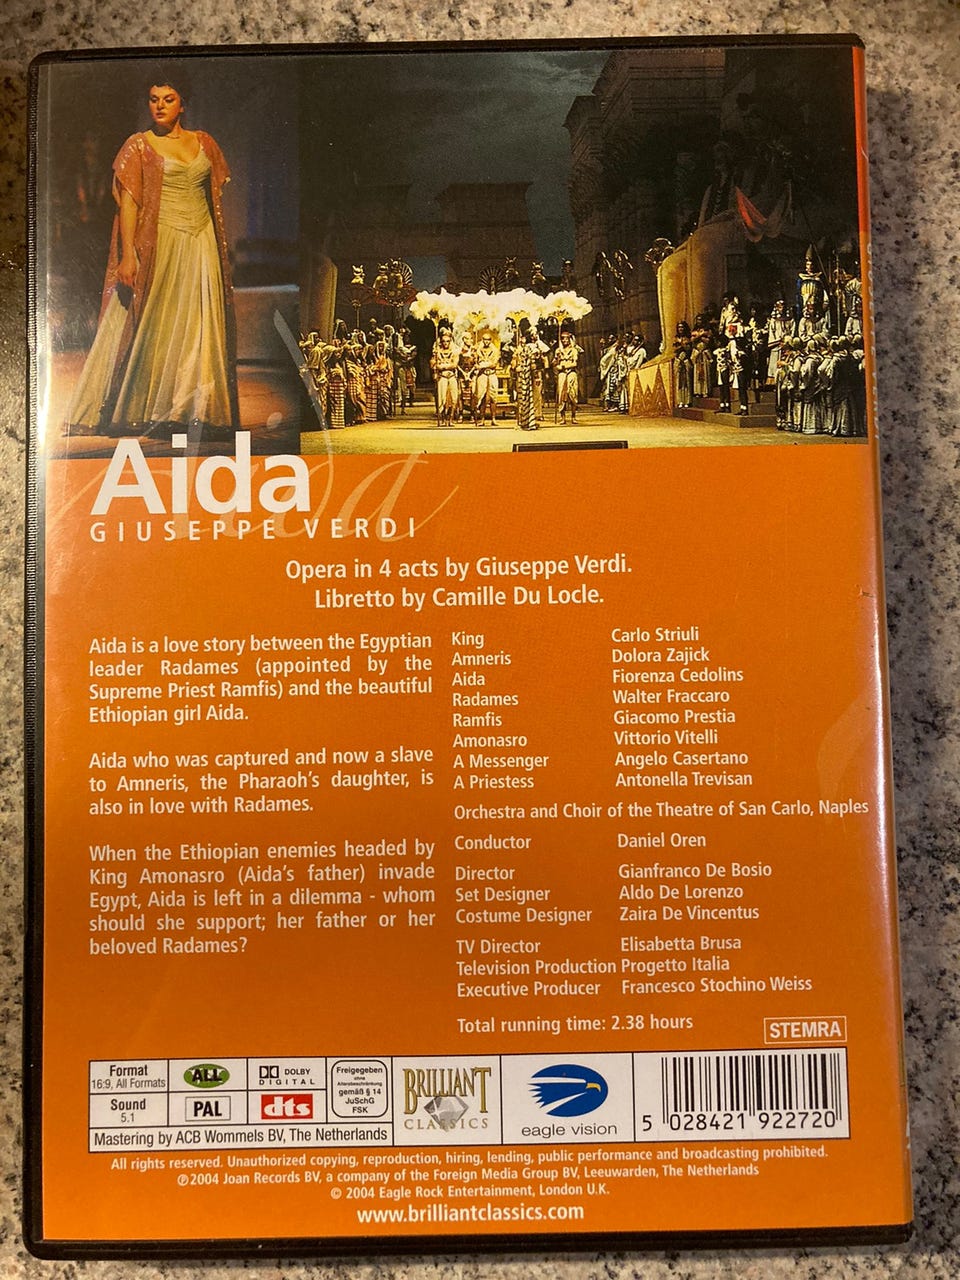 Aida
GIUSEPPE VERDI
Opera in 4 acts by Giuseppe Verdi.
Libretto by Camille Du Locle.
Aida is a love story between the Egyptian
leader Radames (appointed by the
Supreme Priest Ramfis) and the beautiful
Ethiopian girl Aida.
Aida who was captured and now a slave
to Amneris, the Pharaoh's daughter, is
also in love with Radames.
When the Ethiopian enemies headed by
King Amonasro (Aida's father) invade
Egypt, Aida is left in a dilemma - whom
should she support; her father or her
beloved Radames?
King Carlo Striuli
Amneris Dolora Zajick
Aida Fiorenza Cedolins
Radames Walter Fraccaro
Ramfis Giacomo Prestia
Amonasro Vittorio Vitelli
A Messenger Angelo Casertano
A Priestess Antonella Trevisan
Orchestra and Choir of the Theatre of San Carlo, Naples
Conductor Daniel Oren
Director Gianfranco De Bosio
Set Designer Aldo De Lorenzo
Costume Designer Zaira De Vincentus
TV Director Elisabetta Brusa
Television Production Progetto Italia
Executive Producer Francesco Stochino Weiss
Total running time: 2.38 hours
STEMRA
Format
16:9, All Formats
Sound
5.1
ALL
PAL
DOLBY
DIGITAL
dts
Freigegeben
ohne
Altersbeschränkung
gemäß § 14
JuSchG
FSK
Mastering by ACB Wommels BV, The Netherlands
BRILLIANT
CLASSICS
eagle vision
5 028421 922720
All rights reserved. Unauthorized copying, reproduction, hiring, lending, public performance and broadcasting prohibited.
℗2004 Joan Records BV, a company of the Foreign Media Group BV, Leeuwarden, The Netherlands
© 2004 Eagle Rock Entertainment, London U.K.
www.brilliantclassics.com
Aida